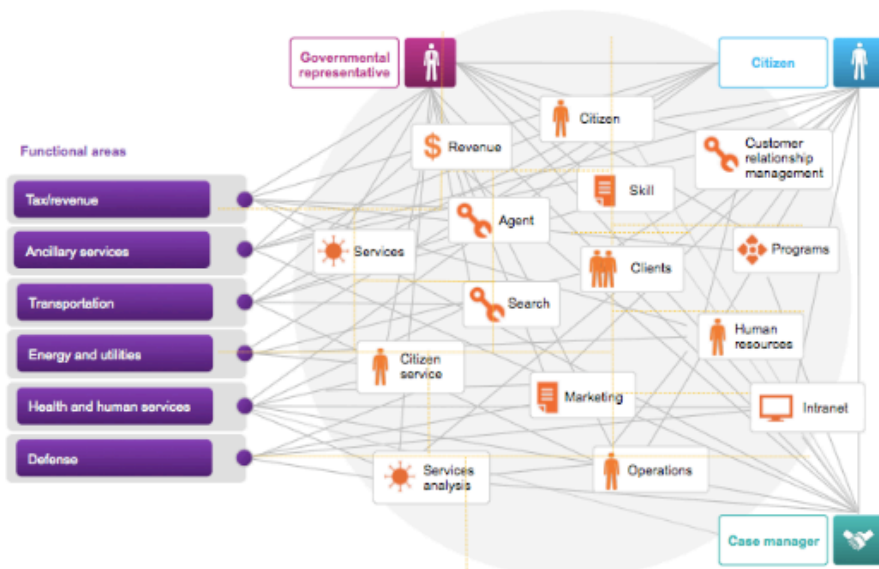 Governmental
representative
Citizen
Citizen
Revenue
Customer
relationship
management
Functional areas
Skill
Tax/revenue
Agent
Ancillary services
Services
Programs
Clients
Transportation
Search
Human
resources
Energy and utilities
Citizen
service
Health and human services
Marketing
Intranet
Defense
Services
analysis
Operations
Case manager